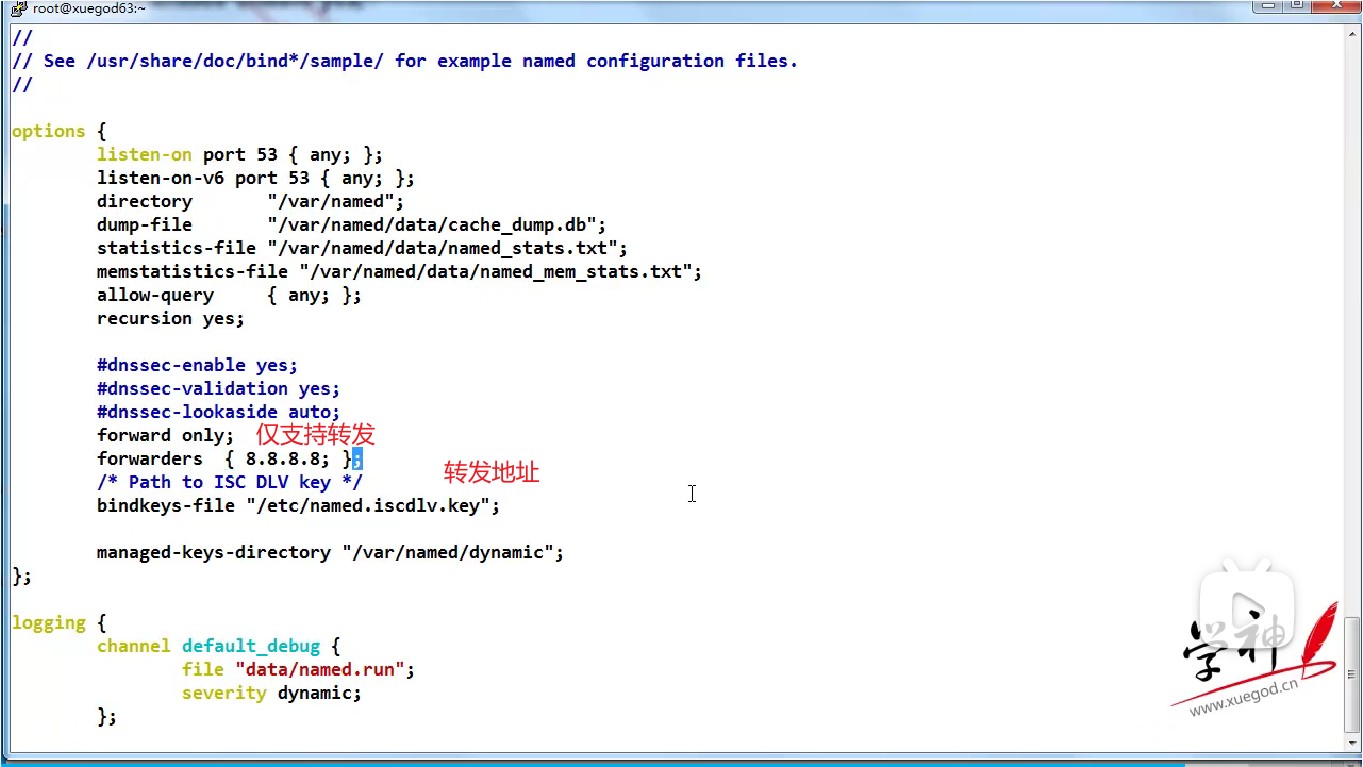 root@xuegod63:~
//
// See /usr/share/doc/bind*/sample/ for example named configuration files.
//
options {
listen-on port 53 { any; };
listen-on-v6 port 53 { any; };
directory "/var/named";
dump-file "/var/named/data/cache_dump.db";
statistics-file "/var/named/data/named_stats.txt";
memstatistics-file "/var/named/data/named_mem_stats.txt";
allow-query { any; };
recursion yes;
#dnssec-enable yes;
#dnssec-validation yes;
#dnssec-lookaside auto;
forward only; 仅支持转发
forwarders { 8.8.8.8; };
转发地址
/* Path to ISC DLV key */
bindkeys-file "/etc/named.iscdlv.key";
managed-keys-directory "/var/named/dynamic";
};
logging {
channel default_debug {
file "data/named.run";
severity dynamic;
};
学神
www.xuegod.cn